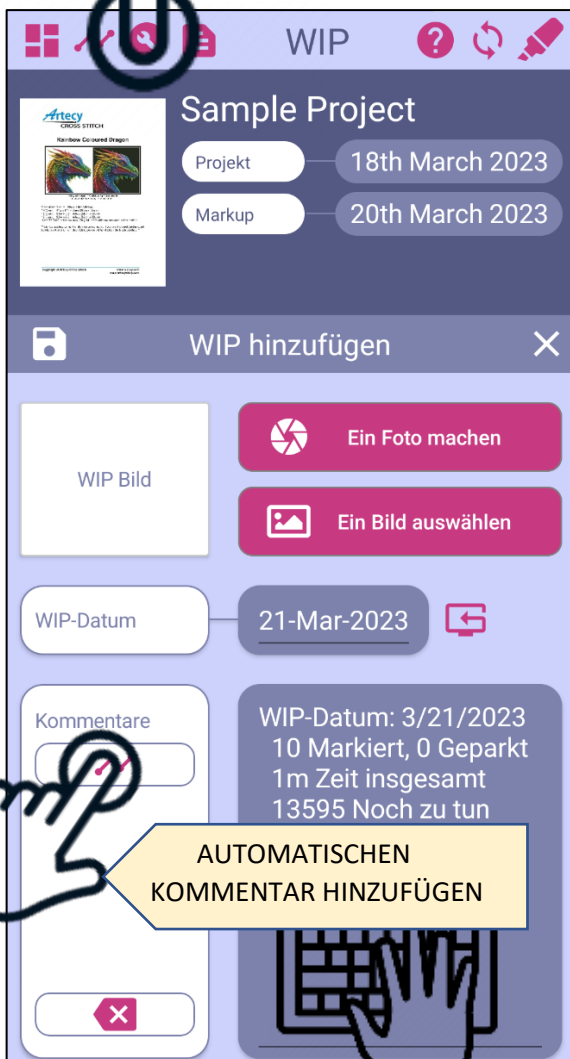 WIP
Artecy
CROSS STITCH
Rainbow Coloured Dragon
Sample Project
Projekt
18th March 2023
Markup
20th March 2023
WIP hinzufügen
WIP Bild
Ein Foto machen
Ein Bild auswählen
WIP-Datum
21-Mar-2023
Kommentare
WIP-Datum: 3/21/2023
10 Markiert, 0 Geparkt
1m Zeit insgesamt
13595 Noch zu tun
AUTOMATISCHEN
KOMMENTAR HINZUFÜGEN